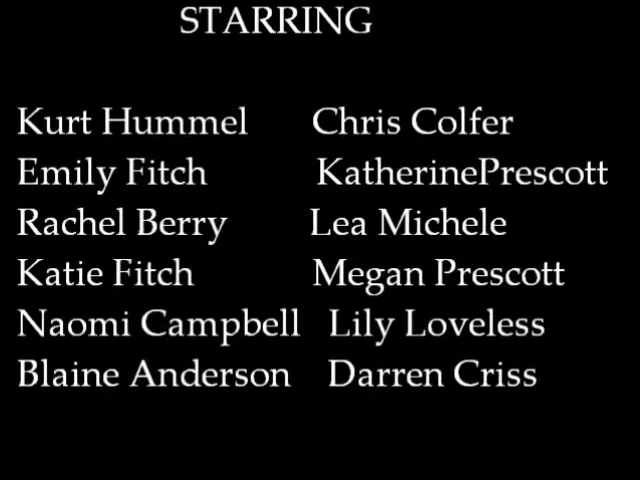 STARRING
Kurt Hummel Chris Colfer
Emily Fitch KatherinePrescott
Rachel Berry Lea Michele
Katie Fitch Megan Prescott
Naomi Campbell Lily Loveless
Blaine Anderson Darren Criss